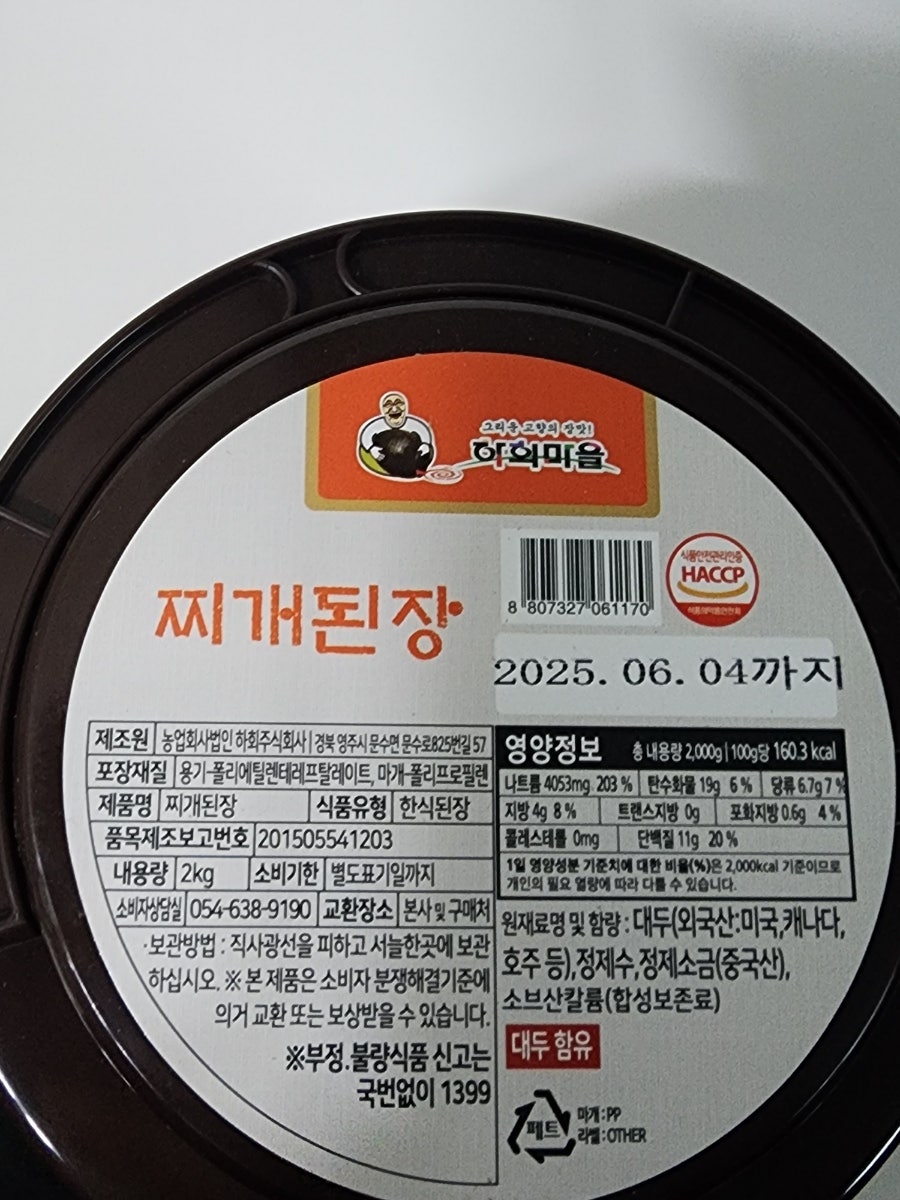 그리운 고향의 장맛!
하회마을
찌개된장
8 807327 061170
식품안전관리인증
HACCP
식품의약품안전처
2025. 06. 04까지
제조원 농업회사법인 하회주식회사 | 경북 영주시 문수면 문수로825번길 57
포장재질 용기-폴리에틸렌테레프탈레이트, 마개-폴리프로필렌
제품명 찌개된장 식품유형 한식된장
품목제조보고번호 201505541203
내용량 2kg 소비기한 별도표기일까지
소비자상담실 054-638-9190 교환장소 본사 및 구매처
·보관방법 : 직사광선을 피하고 서늘한곳에 보관
하십시오. ※ 본 제품은 소비자 분쟁해결기준에
의거 교환 또는 보상받을 수 있습니다.
※부정.불량식품 신고는
국번없이 1399
영양정보 총 내용량 2,000g | 100g당 160.3 kcal
나트륨 4053mg 203 % 탄수화물 19g 6 % 당류 6.7g 7 %
지방 4g 8 % 트랜스지방 0g 포화지방 0.6g 4 %
콜레스테롤 0mg 단백질 11g 20 %
1일 영양성분 기준치에 대한 비율(%)은 2,000kcal 기준이므로
개인의 필요 열량에 따라 다를 수 있습니다.
원재료명 및 함량 : 대두(외국산:미국,캐나다,
호주 등), 정제수,정제소금(중국산),
소브산칼륨(합성보존료)
대두 함유
페트
마개 : PP
라벨 : OTHER